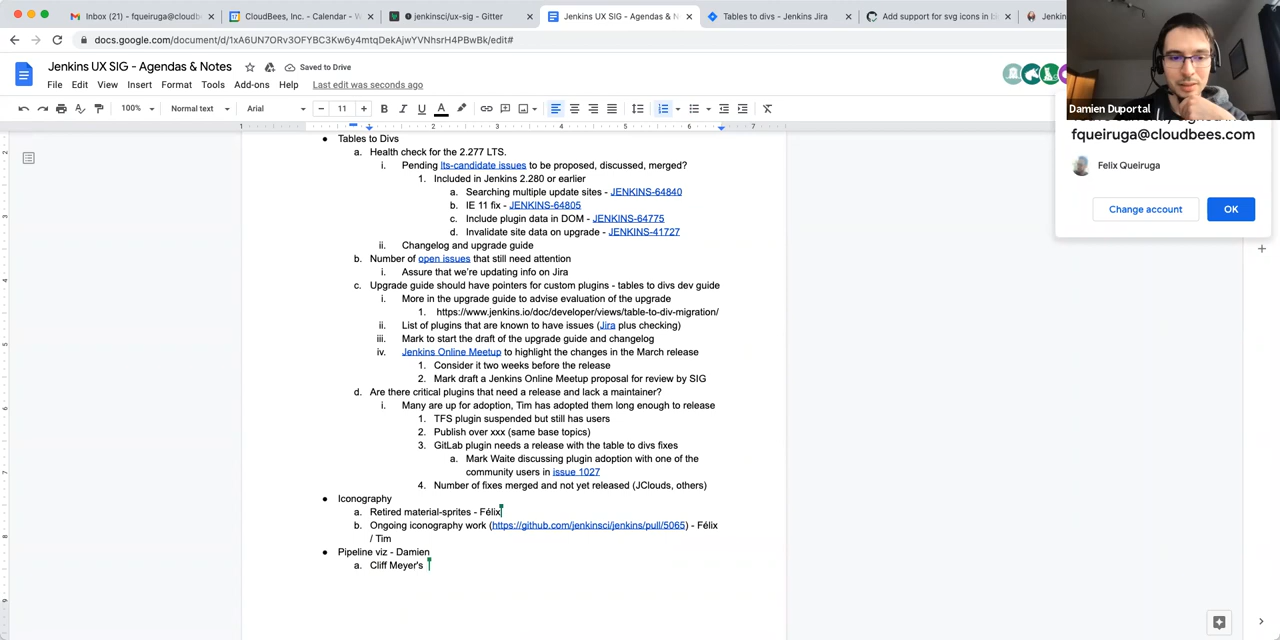 Inbox (21) - fqueiruga@cloudb
CloudBees, Inc. - Calendar - W
jenkinsci/ux-sig - Gitter
Jenkins UX SIG - Agendas & N
Tables to divs - Jenkins Jira
Add support for svg icons in b
Jenkin
docs.google.com/document/d/1xA6UN7ORv3OFYBC3Kw6y4mtqDekAjwYVNhsrH4PBwBk/edit#
Jenkins UX SIG - Agendas & Notes
Saved to Drive
File Edit View Insert Format Tools Add-ons Help Last edit was seconds ago
100% Normal text Arial 11
Damien Duportal
fqueiruga@cloudbees.com
Felix Queiruga
Change account OK
1 2 3 4 5 6 7
Tables to Divs
a. Health check for the 2.277 LTS.
i. Pending lts-candidate issues to be proposed, discussed, merged?
1. Included in Jenkins 2.280 or earlier
a. Searching multiple update sites - JENKINS-64840
b. IE 11 fix - JENKINS-64805
c. Include plugin data in DOM - JENKINS-64775
d. Invalidate site data on upgrade - JENKINS-41727
ii. Changelog and upgrade guide
b. Number of open issues that still need attention
i. Assure that we're updating info on Jira
c. Upgrade guide should have pointers for custom plugins - tables to divs dev guide
i. More in the upgrade guide to advise evaluation of the upgrade
1. https://www.jenkins.io/doc/developer/views/table-to-div-migration/
ii. List of plugins that are known to have issues (Jira plus checking)
iii. Mark to start the draft of the upgrade guide and changelog
iv. Jenkins Online Meetup to highlight the changes in the March release
1. Consider it two weeks before the release
2. Mark draft a Jenkins Online Meetup proposal for review by SIG
d. Are there critical plugins that need a release and lack a maintainer?
i. Many are up for adoption, Tim has adopted them long enough to release
1. TFS plugin suspended but still has users
2. Publish over xxx (same base topics)
3. GitLab plugin needs a release with the table to divs fixes
a. Mark Waite discussing plugin adoption with one of the
community users in issue 1027
4. Number of fixes merged and not yet released (JClouds, others)
Iconography
a. Retired material-sprites - Félix
b. Ongoing iconography work (https://github.com/jenkinsci/jenkins/pull/5065) - Félix
/ Tim
Pipeline viz - Damien
a. Cliff Meyer's